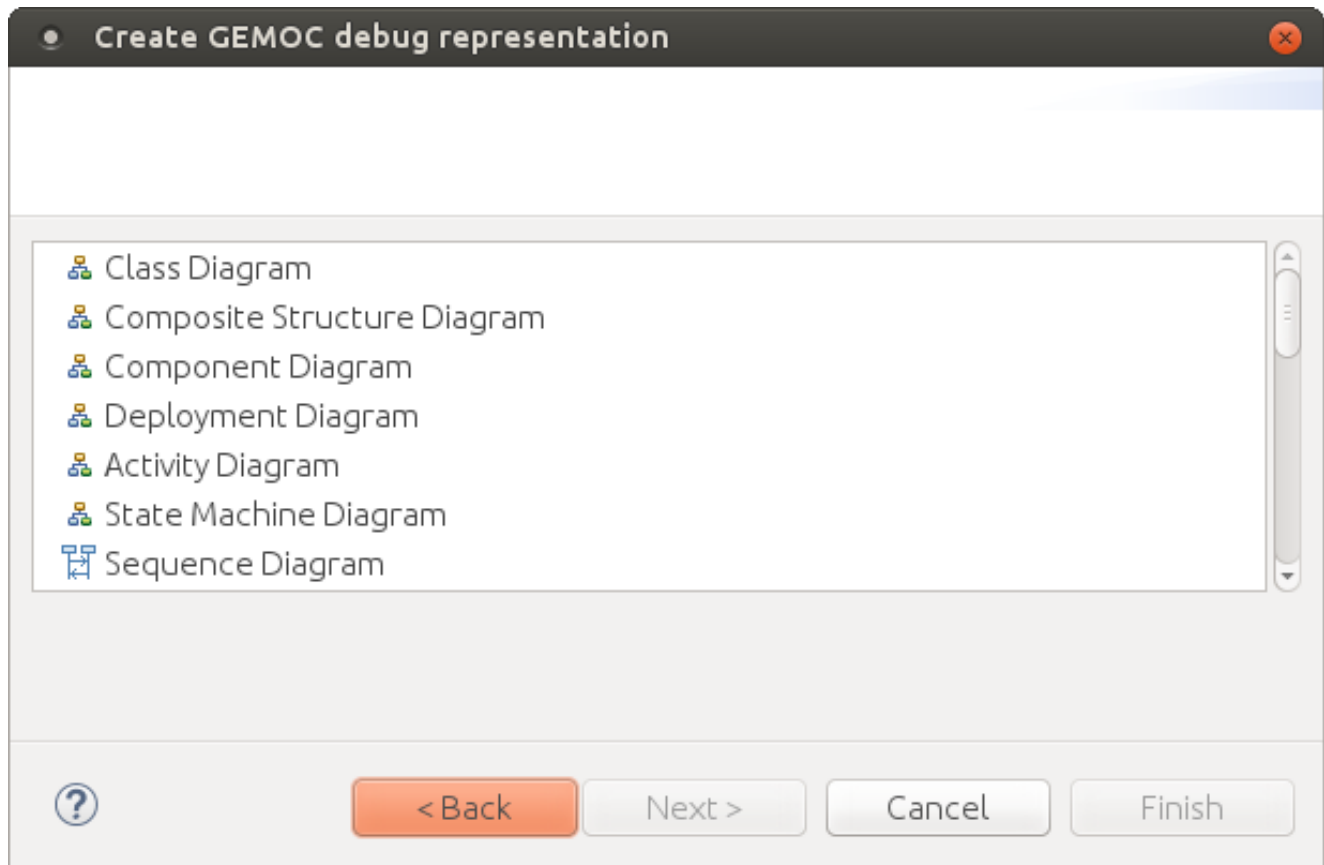 Create GEMOC debug representation
Class Diagram
Composite Structure Diagram
Component Diagram
Deployment Diagram
Activity Diagram
State Machine Diagram
Sequence Diagram
? < Back Next > Cancel Finish